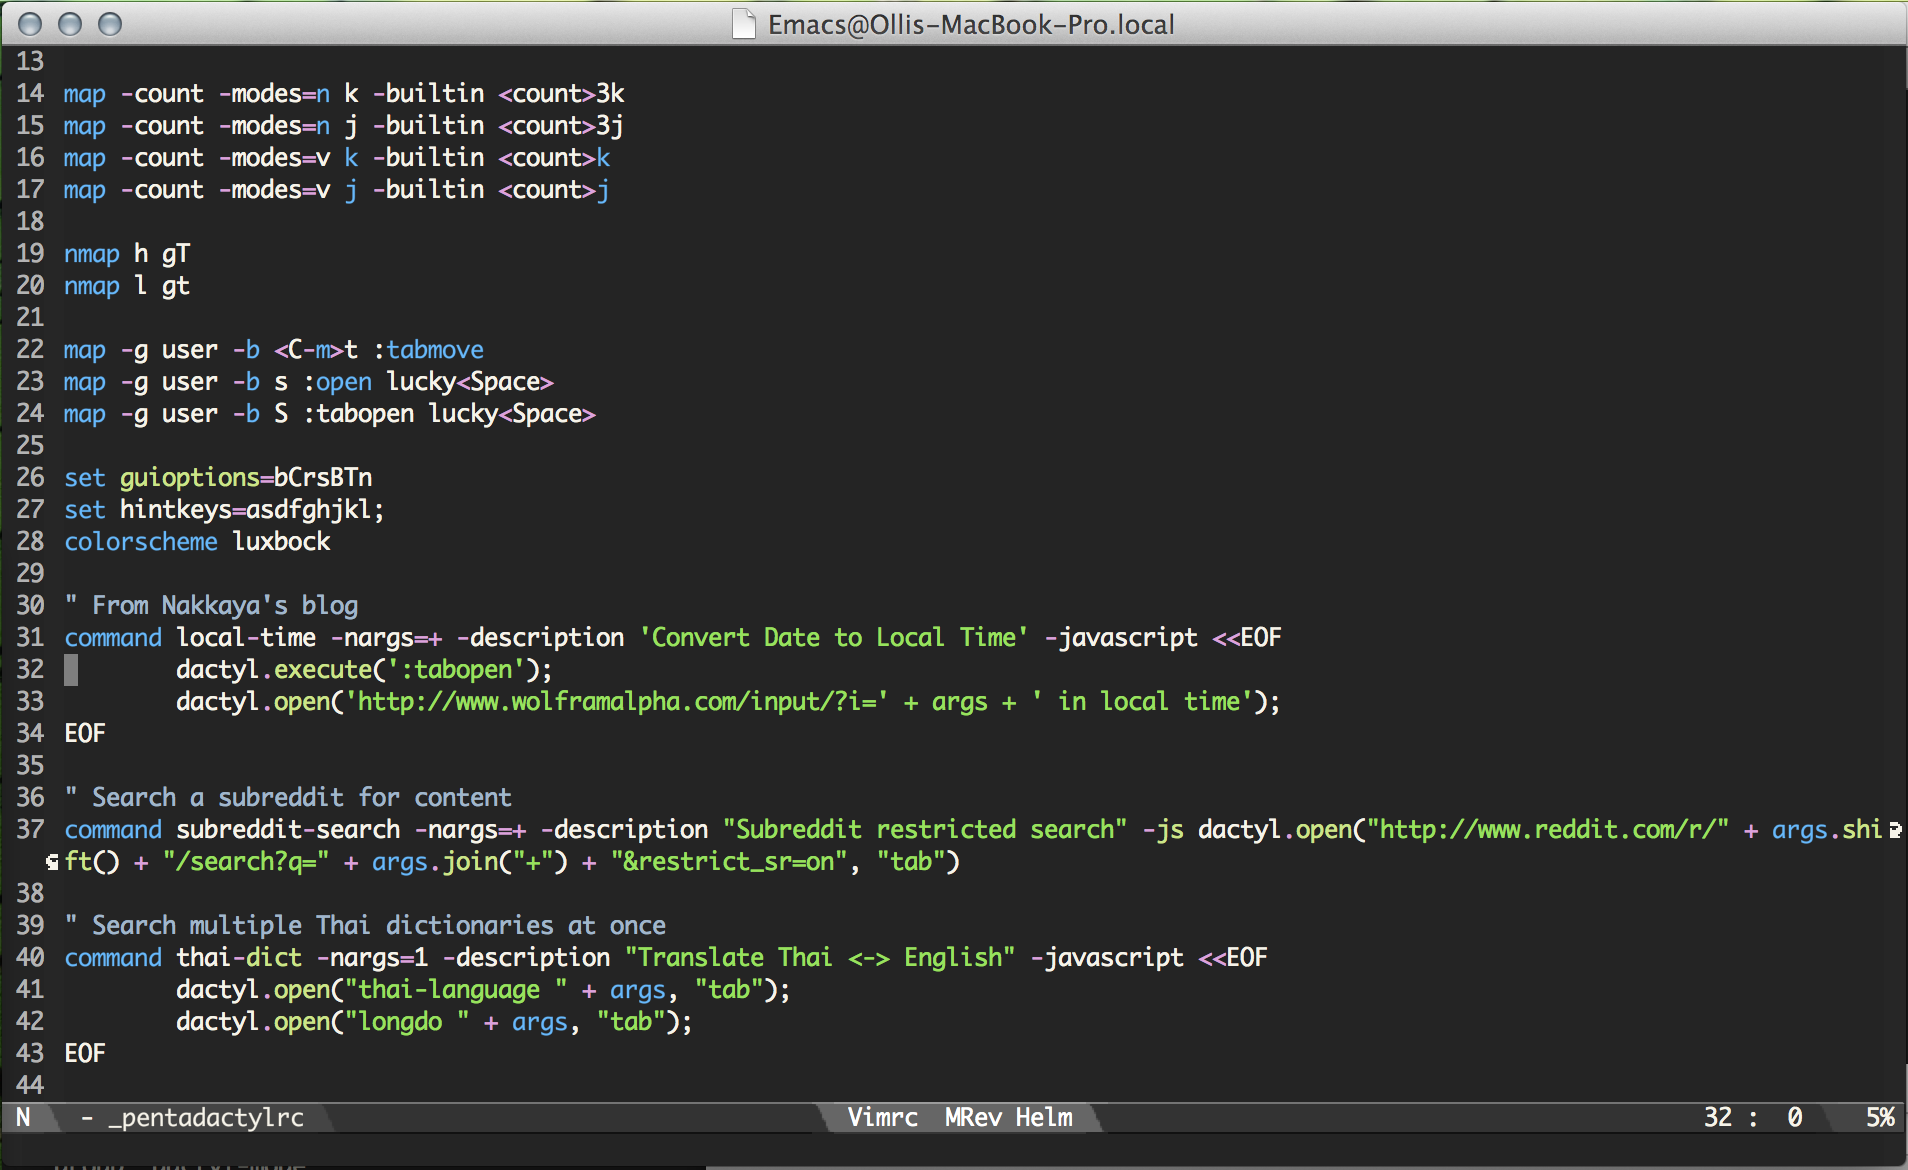 Emacs@Ollis-MacBook-Pro.local
13
14 map -count -modes=n k -builtin <count>3k
15 map -count -modes=n j -builtin <count>3j
16 map -count -modes=v k -builtin <count>k
17 map -count -modes=v j -builtin <count>j
18
19 nmap h gT
20 nmap l gt
21
22 map -g user -b <C-m>t :tabmove
23 map -g user -b s :open lucky<Space>
24 map -g user -b S :tabopen lucky<Space>
25
26 set guioptions=bCrsBTn
27 set hintkeys=asdfghjkl;
28 colorscheme luxbock
29
30 " From Nakkaya's blog
31 command local-time -nargs=+ -description 'Convert Date to Local Time' -javascript <<EOF
32         dactyl.execute(':tabopen');
33         dactyl.open('http://www.wolframalpha.com/input/?i=' + args + ' in local time');
34 EOF
35
36 " Search a subreddit for content
37 command subreddit-search -nargs=+ -description "Subreddit restricted search" -js dactyl.open("http://www.reddit.com/r/" + args.shi
ft() + "/search?q=" + args.join("+") + "&restrict_sr=on", "tab")
38
39 " Search multiple Thai dictionaries at once
40 command thai-dict -nargs=1 -description "Translate Thai <-> English" -javascript <<EOF
41         dactyl.open("thai-language " + args, "tab");
42         dactyl.open("longdo " + args, "tab");
43 EOF
44
N - _pentadactylrc Vimrc MRev Helm 32 : 0 5%